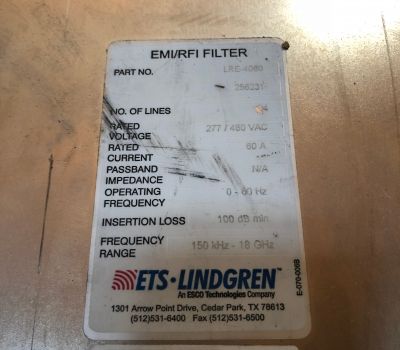 EMI/RFI FILTER
PART NO. LRE-4060
256231
NO. OF LINES 4
RATED VOLTAGE 277 / 480 VAC
RATED CURRENT 60 A
PASSBAND IMPEDANCE N/A
OPERATING FREQUENCY 0 - 60 Hz
INSERTION LOSS 100 dB min
FREQUENCY RANGE 150 kHz - 18 GHz
ETS·LINDGREN™
An ESCO Technologies Company
1301 Arrow Point Drive, Cedar Park, TX 78613
(512)531-6400 Fax (512)531-6500
E-070-005B